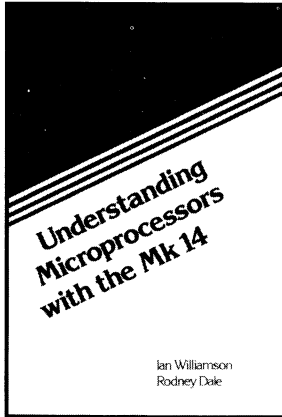 Understanding
Microprocessors
with the Mk 14
Ian Williamson
Rodney Dale